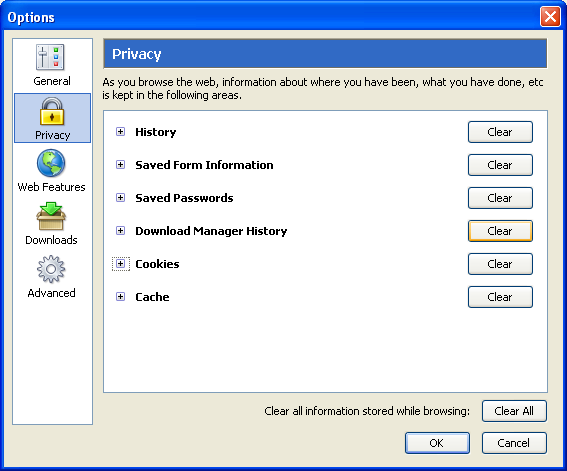 Options
General
Privacy
Web Features
Downloads
Advanced
Privacy
As you browse the web, information about where you have been, what you have done, etc
is kept in the following areas.
History Clear
Saved Form Information Clear
Saved Passwords Clear
Download Manager History Clear
Cookies Clear
Cache Clear
Clear all information stored while browsing: Clear All
OK Cancel